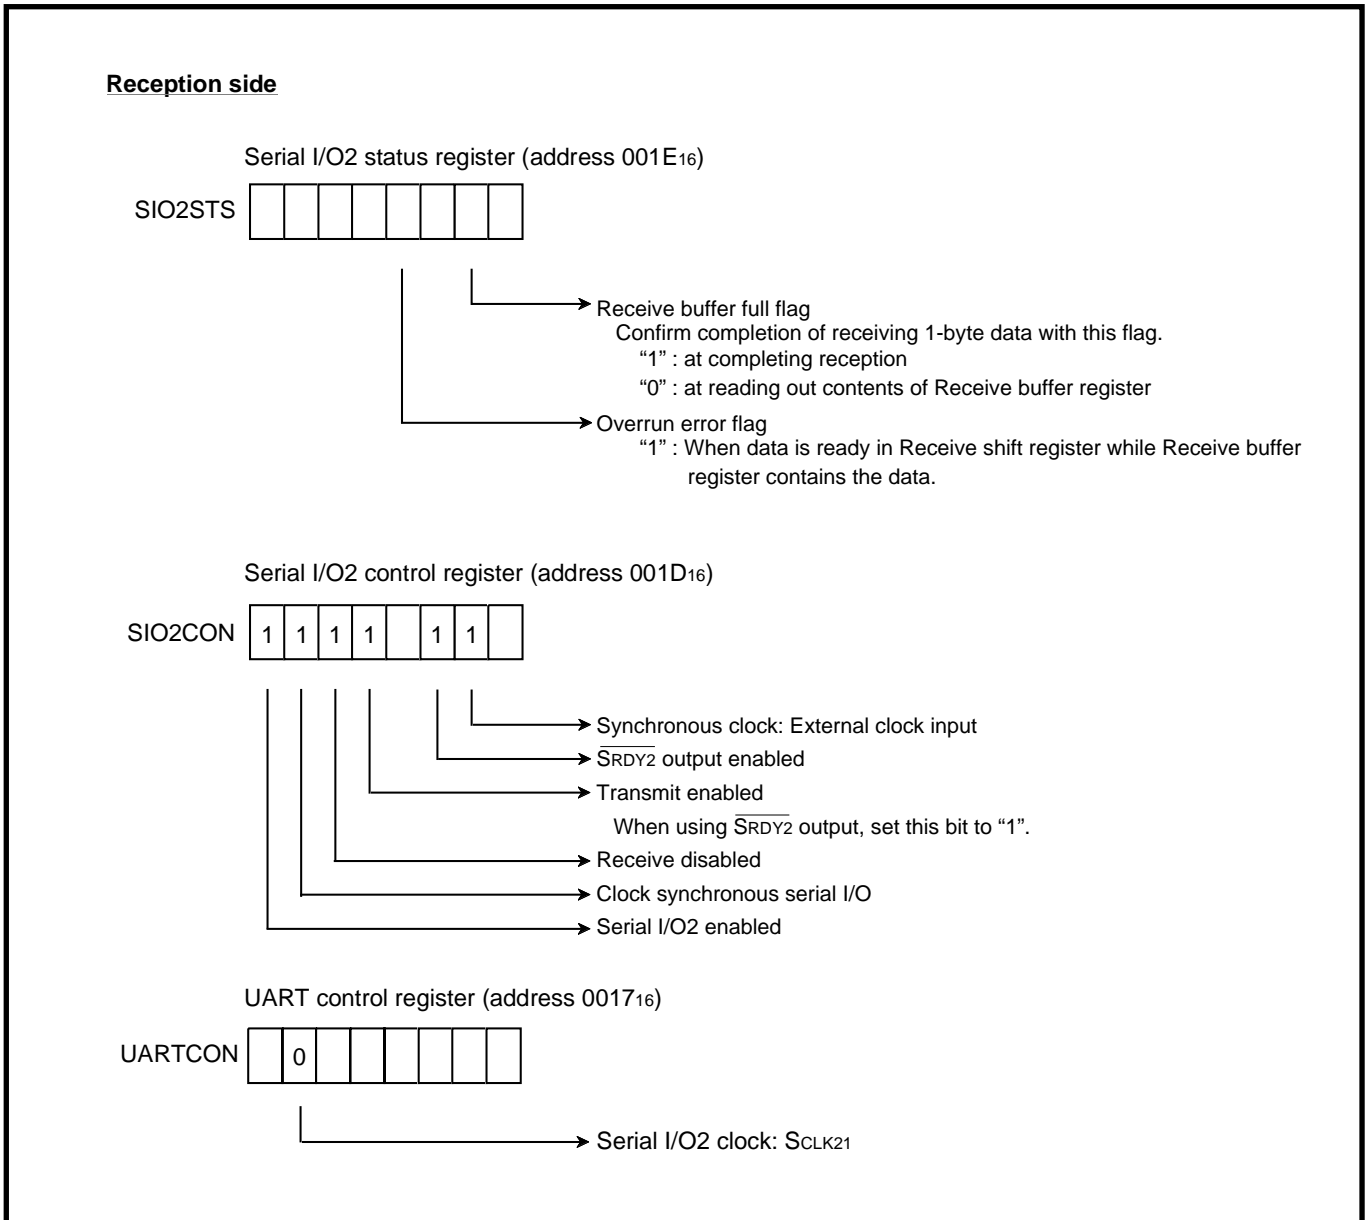 Reception side
Serial I/O2 status register (address 001E16)
SIO2STS
Receive buffer full flag
Confirm completion of receiving 1-byte data with this flag.
“1” : at completing reception
“0” : at reading out contents of Receive buffer register
Overrun error flag
“1” : When data is ready in Receive shift register while Receive buffer
register contains the data.
Serial I/O2 control register (address 001D16)
SIO2CON 1 1 1 1 1 1
Synchronous clock: External clock input
SRDY2 output enabled
Transmit enabled
When using SRDY2 output, set this bit to “1”.
Receive disabled
Clock synchronous serial I/O
Serial I/O2 enabled
UART control register (address 001716)
UARTCON 0
Serial I/O2 clock: SCLK21